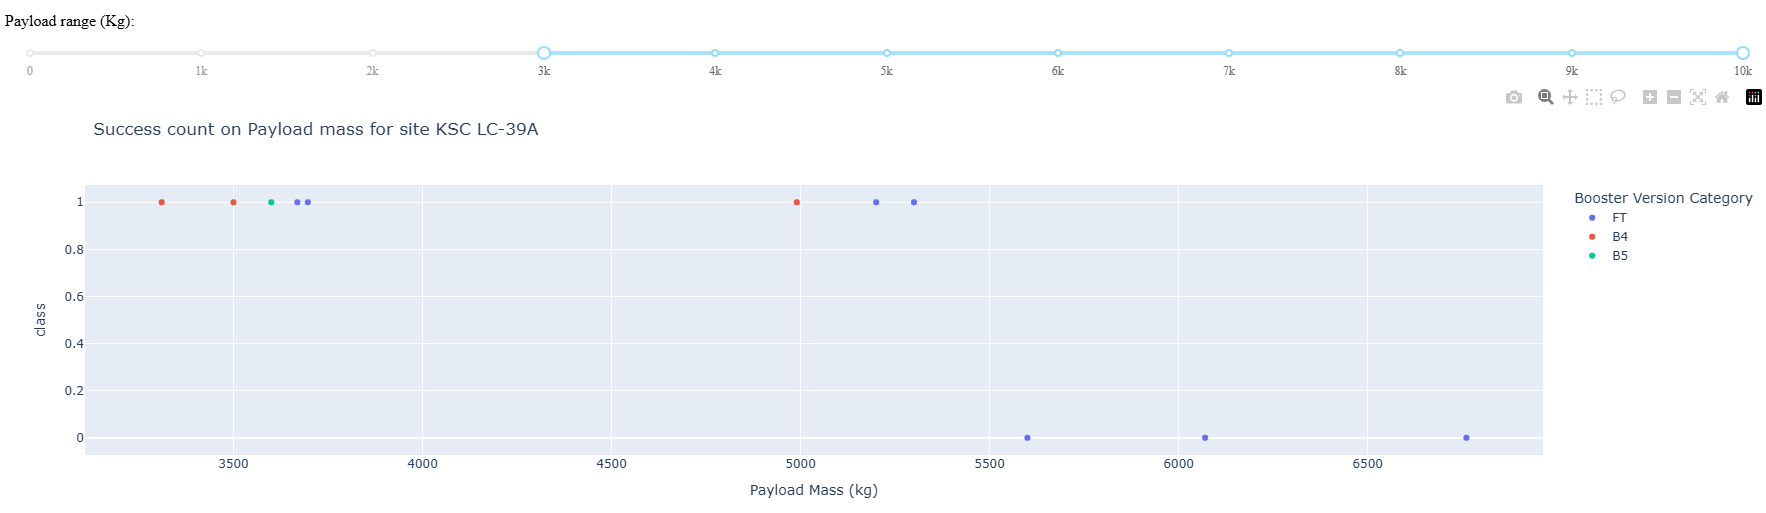 Payload range (Kg):
0 1k 2k 3k 4k 5k 6k 7k 8k 9k 10k
Success count on Payload mass for site KSC LC-39A
1
0.8
0.6
0.4
0.2
0
class
3500 4000 4500 5000 5500 6000 6500
Payload Mass (kg)
Booster Version Category
FT
B4
B5